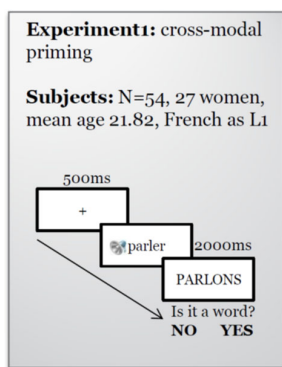 Experiment1: cross-modal
priming
Subjects: N=54, 27 women,
mean age 21.82, French as L1
500ms
+
parler
2000ms
PARLONS
Is it a word?
NO YES